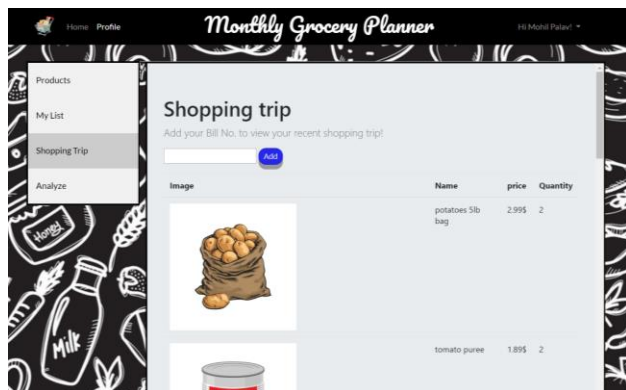 Home Profile Monthly Grocery Planner Hi Mohil Palav!
Products
My List
Shopping Trip
Analyze
Shopping trip
Add your Bill No. to view your recent shopping trip!
Add
Image Name price Quantity
potatoes 5lb bag 2.99$ 2
tomato puree 1.89$ 2
Honey
Milk